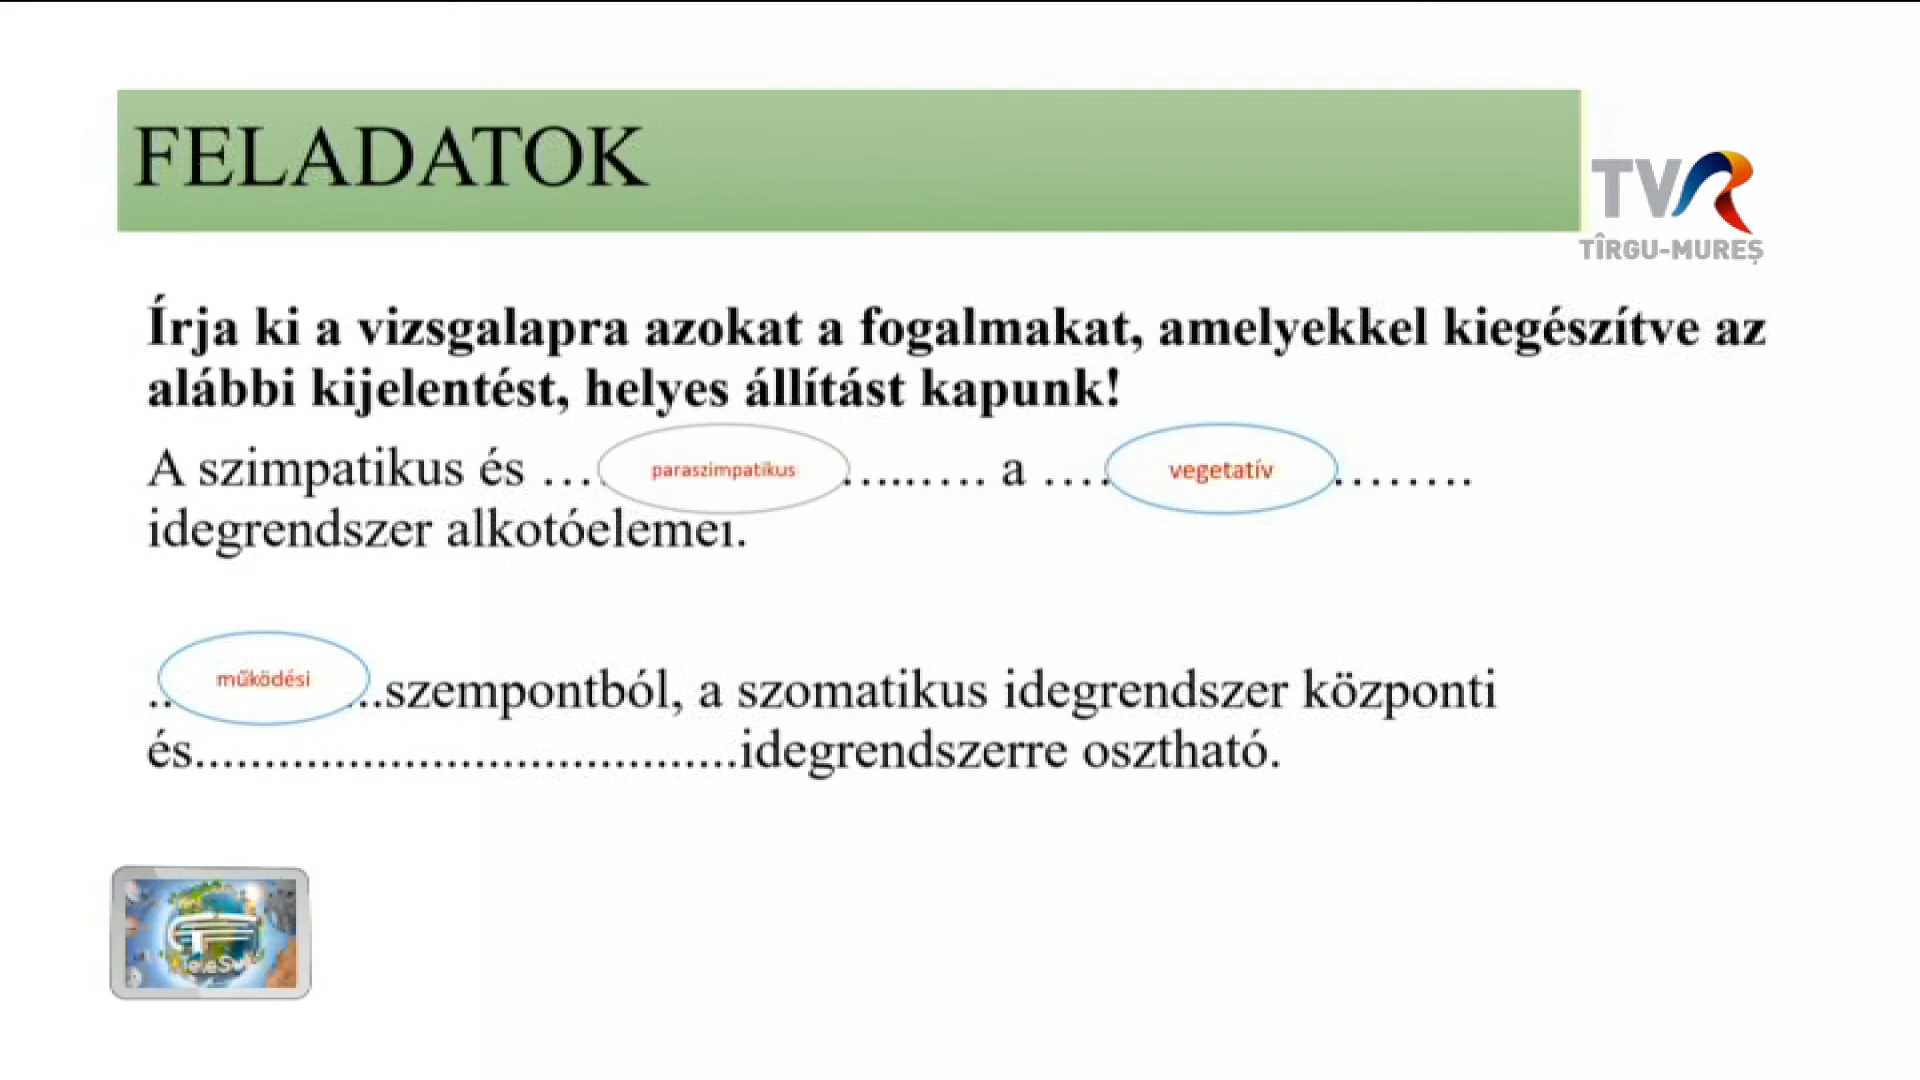 FELADATOK
TVR
TÎRGU-MUREȘ
Írja ki a vizsgalapra azokat a fogalmakat, amelyekkel kiegészítve az
alábbi kijelentést, helyes állítást kapunk!
A szimpatikus és …. paraszimpatikus …..…… a …. vegetatív ………
idegrendszer alkotóelemei.
.. működési ...szempontból, a szomatikus idegrendszer központi
és.......................................idegrendszerre osztható.